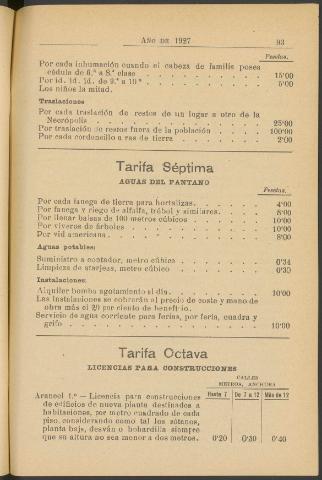 AÑO DE 1927 93
Pesetas.
Por cada inhumación cuando el cabeza de familie posea
cédula de 6.ª a 8.ª clase . . . . . . . . . 15'00
Por id. id. id. de 9.ª a 10.ª . . . . . . . . . 5'00
Los niños la mitad.
Traslaciones
Por cada traslación de restos de un lugar a otro de la
Necrópolis . . . . . . . . . . . . . 25'00
Por traslación de restos fuera de la población . . . . 100'00
Por cada cordoncillo a ras de tierra . . . . . . . 2'00
Tarifa Séptima
AGUAS DEL PANTANO
Pesetas.
Por cada fanega de tierra para hortalizas. . . . . . 4'00
Por fanega y riego de alfalfa, trébol y similares. . . . 8'00
Por llenar balsas de 100 metros cúbicos . . . . . . 10'00
Por viveros de árboles . . . . . . . . . . 10'00
Por vid americana. . . . . . . . . . . . 8'00
Aguas potables:
Suministro a contador, metro cúbico . . . . . . . 0'34
Limpieza de atarjeas, metro cúbico . . . . . . . 0'30
Instalaciones:
Alquiler bomba agotamiento el día. . . . . . . . 10'00
Las instalaciones se cobrarán al precio de coste y mano de
obra más el 20 por ciento de beneficio.
Servicio de agua corriente para ferias, por feria, cuadra y
grifo . . . . . . . . . . . . . . . 10'00
Tarifa Octava
LICENCIAS PARA CONSTRUCCIONES
CALLES
METROS, ANCHURA
Hasta 7 De 7 a 12 Más de 12
Arancel 1.º — Licencia para construcciones
de edificios de nueva planta destinados a
habitaciones, por metro cuadrado de cada
piso, considerando como tal los sótanos,
planta baja, desván o bohardilla siempre
que su altura no sea menor a dos metros. 0'20 0'30 0'40